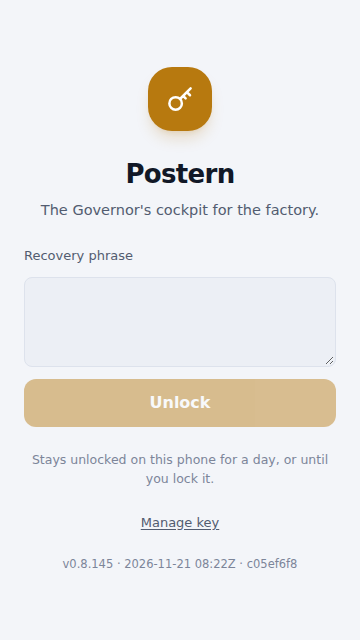 Postern
The Governor's cockpit for the factory.
Recovery phrase
Unlock
Stays unlocked on this phone for a day, or until
you lock it.
Manage key
v0.8.145 · 2026-11-21 08:22Z · c05ef6f8